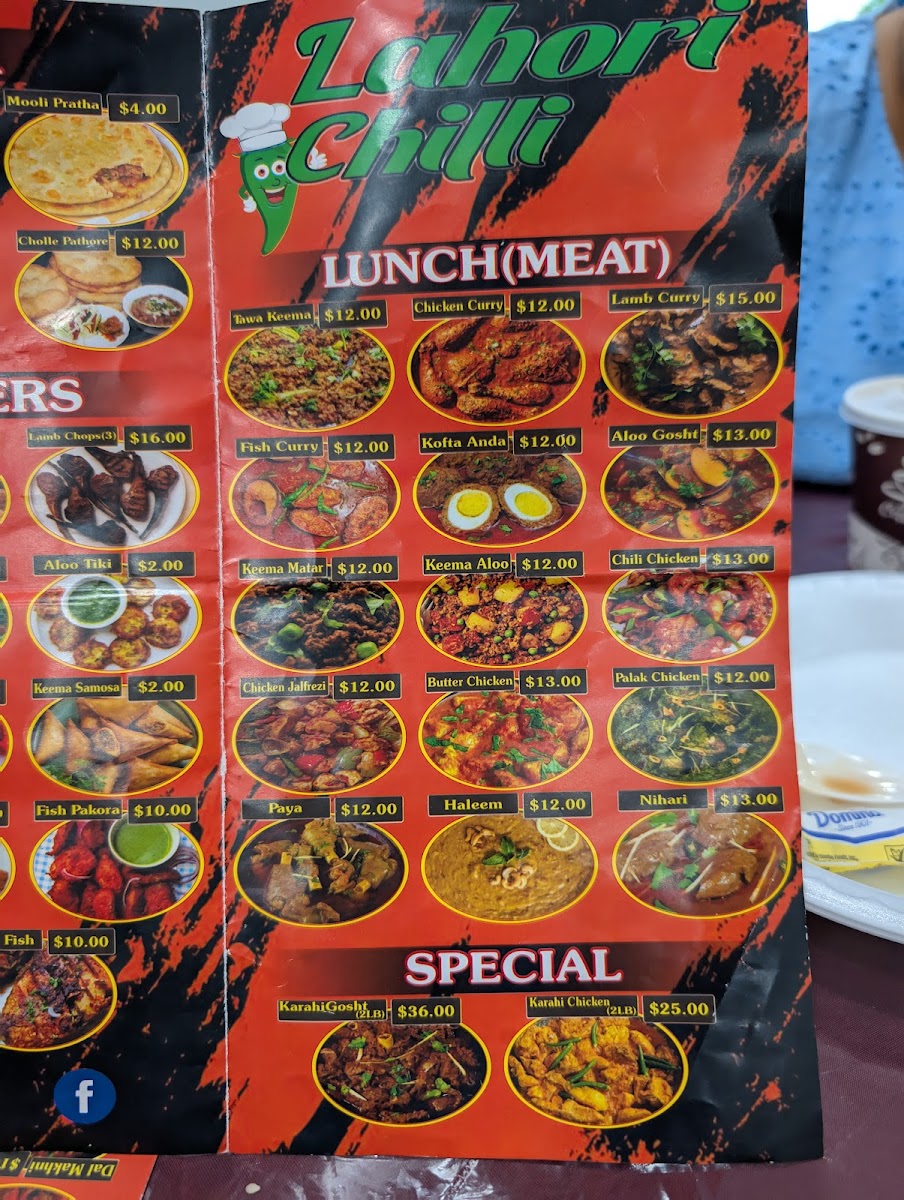 Lahori
Chilli
Mooli Pratha $4.00
Cholle Pathore $12.00
ERS
Lamb Chops(3) $16.00
Aloo Tiki $2.00
Keema Samosa $2.00
Fish Pakora $10.00
Fish $10.00
LUNCH(MEAT)
Tawa Keema $12.00
Chicken Curry $12.00
Lamb Curry $15.00
Fish Curry $12.00
Kofta Anda $12.00
Aloo Gosht $13.00
Keema Matar $12.00
Keema Aloo $12.00
Chili Chicken $13.00
Chicken Jalfrezi $12.00
Butter Chicken $13.00
Palak Chicken $12.00
Paya $12.00
Haleem $12.00
Nihari $13.00
SPECIAL
KarahiGosht (2LB) $36.00
Karahi Chicken (2LB) $25.00
f
Dal Makhni
Domino